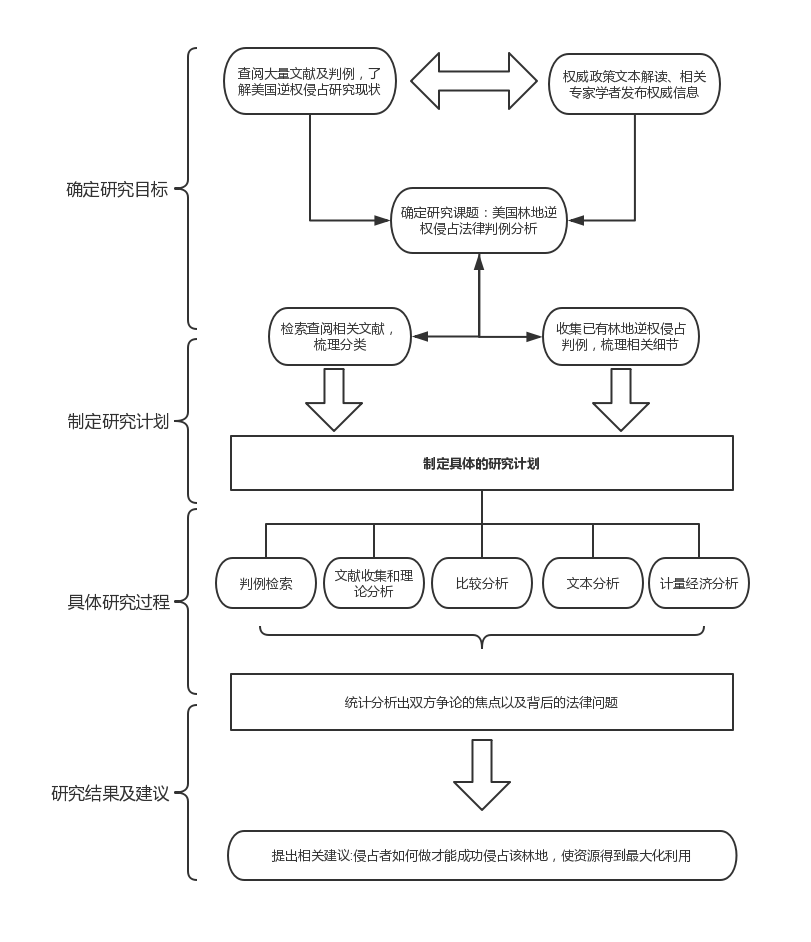 查阅大量文献及判例，了
解美国逆权侵占研究现状
权威政策文本解读、相关
专家学者发布权威信息
确定研究目标
确定研究课题：美国林地逆
权侵占法律判例分析
检索查阅相关文献，
梳理分类
收集已有林地逆权侵占
判例，梳理相关细节
制定研究计划
制定具体的研究计划
具体研究过程
判例检索
文献收集和理
论分析
比较分析
文本分析
计量经济分析
统计分析出双方争论的焦点以及背后的法律问题
研究结果及建议
提出相关建议:侵占者如何做才能成功侵占该林地，使资源得到最大化利用